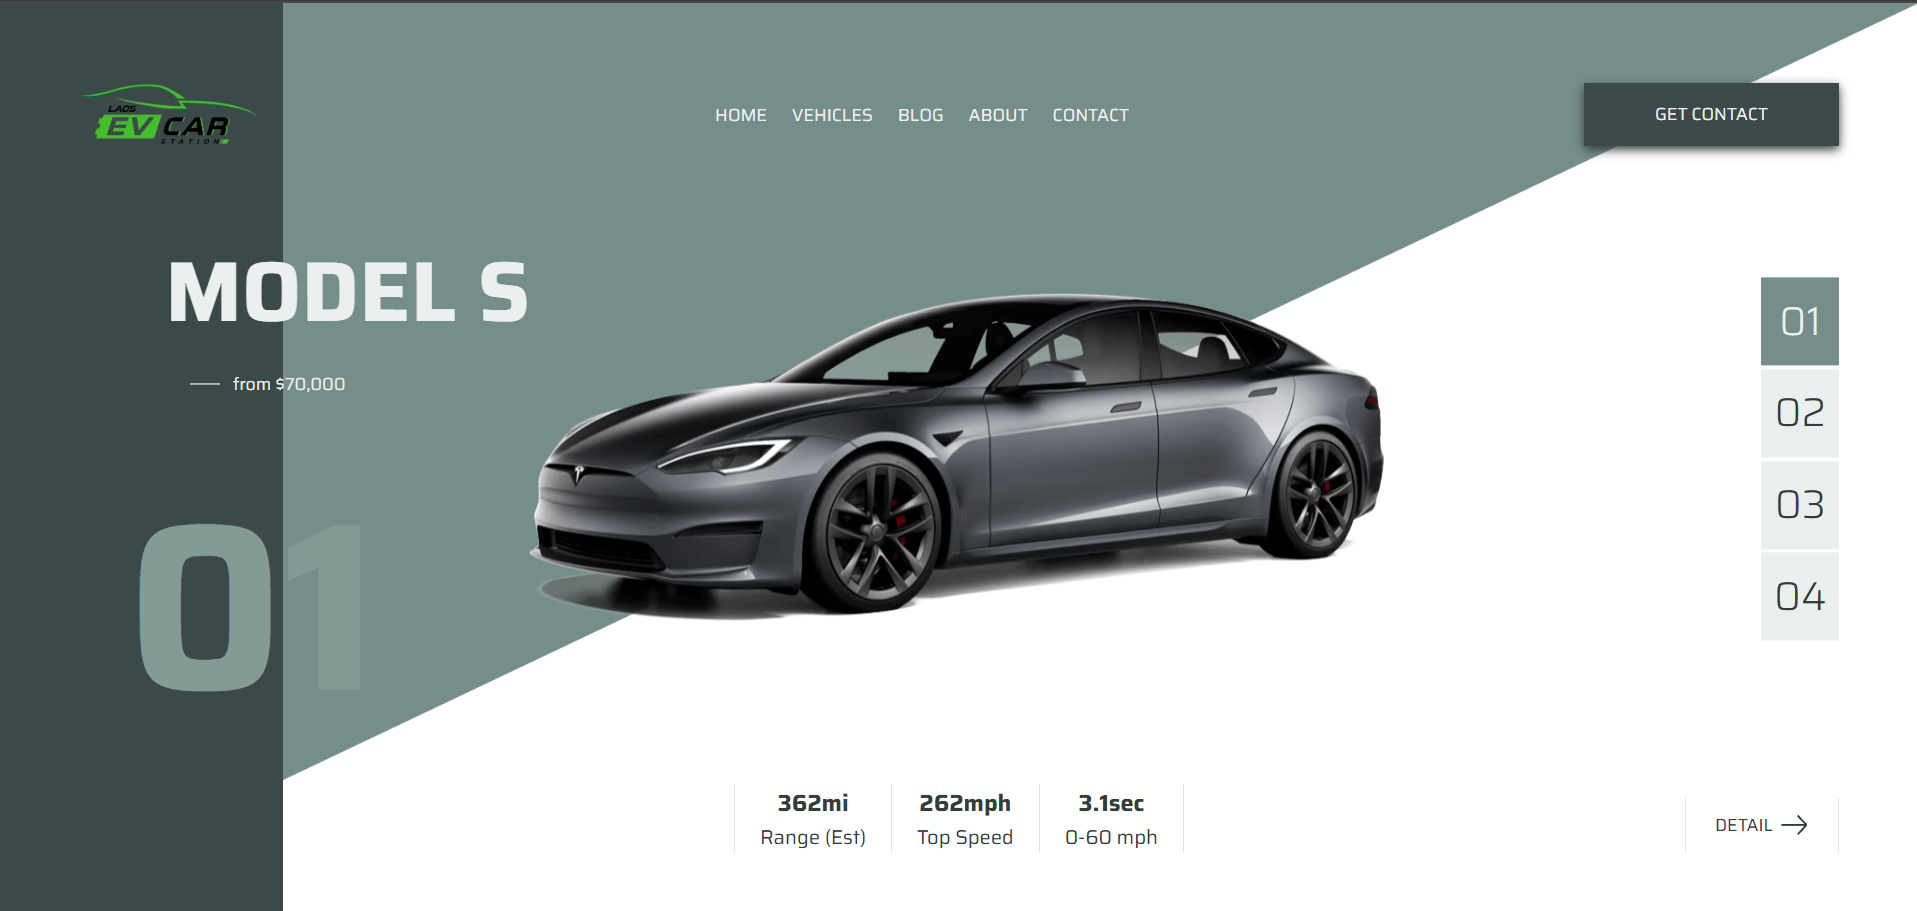 LAOS
EV CAR
STATION
HOME VEHICLES BLOG ABOUT CONTACT
GET CONTACT
MODEL S
from $70,000
01
01
02
03
04
362mi 262mph 3.1sec
Range (Est) Top Speed 0-60 mph
DETAIL